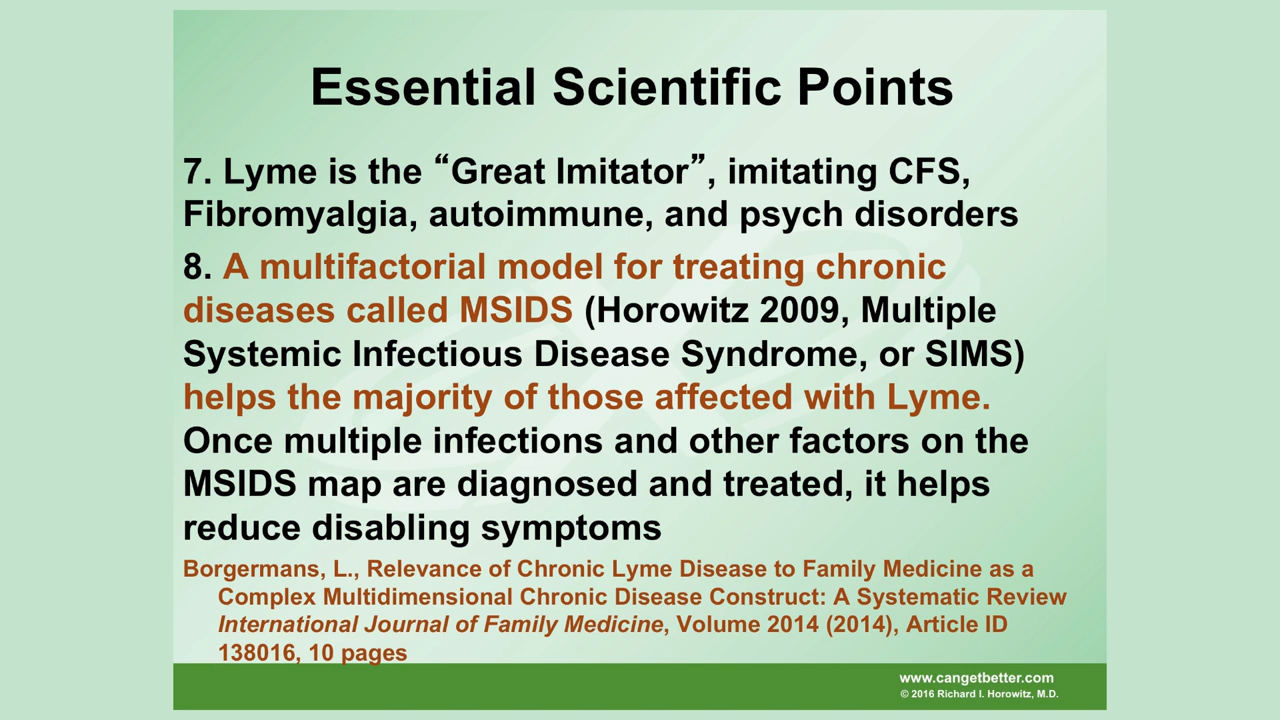 Essential Scientific Points
7. Lyme is the “Great Imitator”, imitating CFS,
Fibromyalgia, autoimmune, and psych disorders
8. A multifactorial model for treating chronic
diseases called MSIDS (Horowitz 2009, Multiple
Systemic Infectious Disease Syndrome, or SIMS)
helps the majority of those affected with Lyme.
Once multiple infections and other factors on the
MSIDS map are diagnosed and treated, it helps
reduce disabling symptoms
Borgermans, L., Relevance of Chronic Lyme Disease to Family Medicine as a
Complex Multidimensional Chronic Disease Construct: A Systematic Review
International Journal of Family Medicine, Volume 2014 (2014), Article ID
138016, 10 pages
www.cangetbetter.com
© 2016 Richard I. Horowitz, M.D.